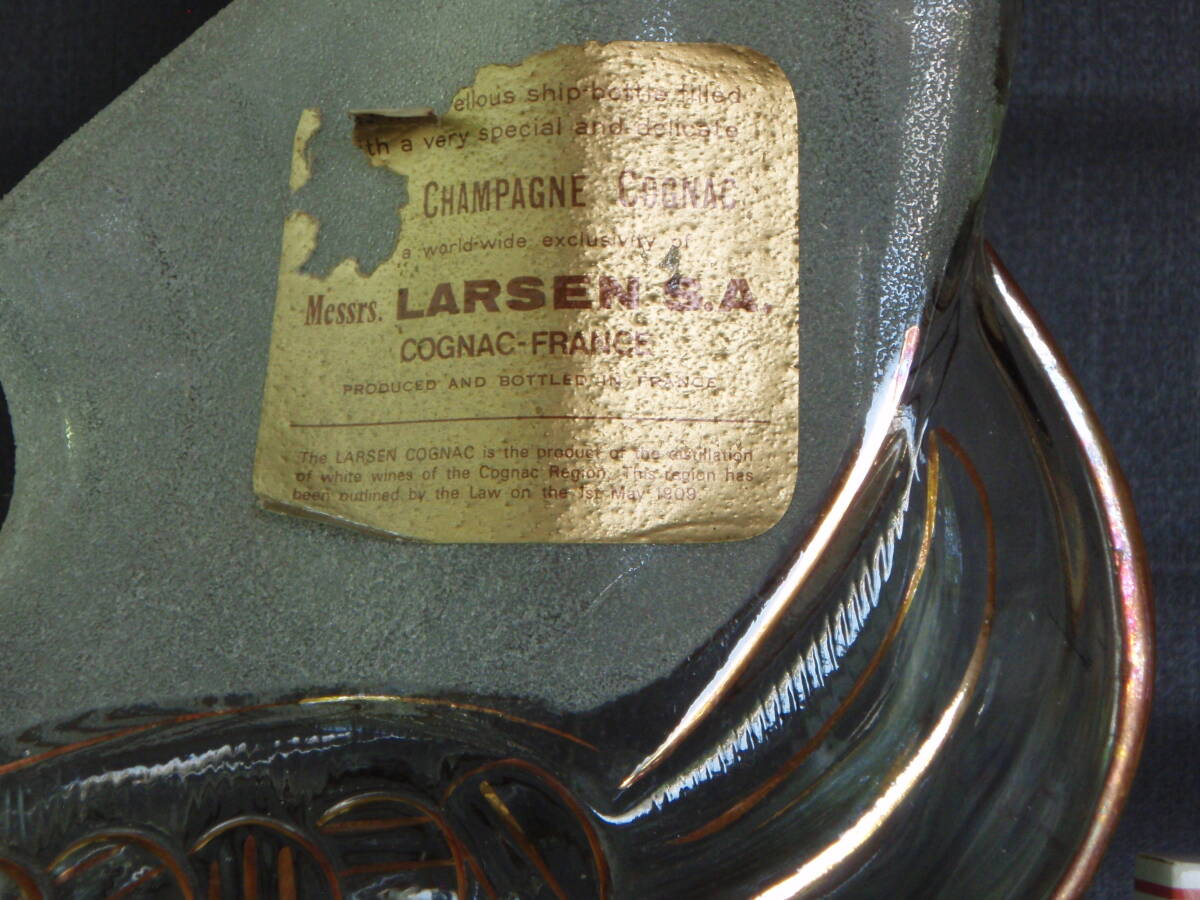 ellous ship-bottle filled
th a very special and delicate
CHAMPAGNE COGNAC
a world-wide exclusivity of
Messrs. LARSEN S.A.
COGNAC-FRANCE
PRODUCED AND BOTTLED IN FRANCE
The LARSEN COGNAC is the product of the distillation
of white wines of the Cognac Region. This region has
been outlined by the Law on the 1st May 1909.